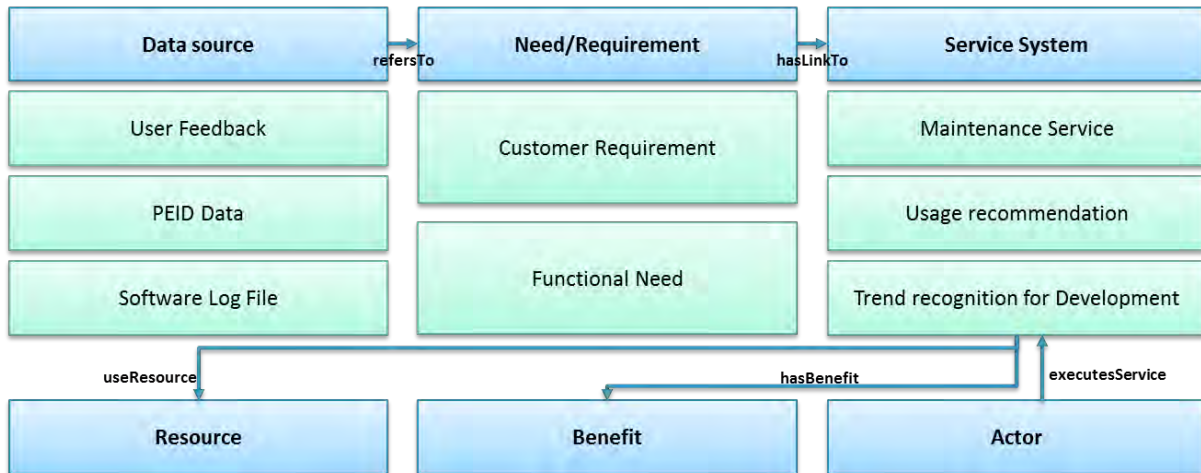 Data source
refersTo
Need/Requirement
hasLinkTo
Service System
User Feedback
PEID Data
Software Log File
Customer Requirement
Functional Need
Maintenance Service
Usage recommendation
Trend recognition for Development
useResource
hasBenefit
executesService
Resource
Benefit
Actor